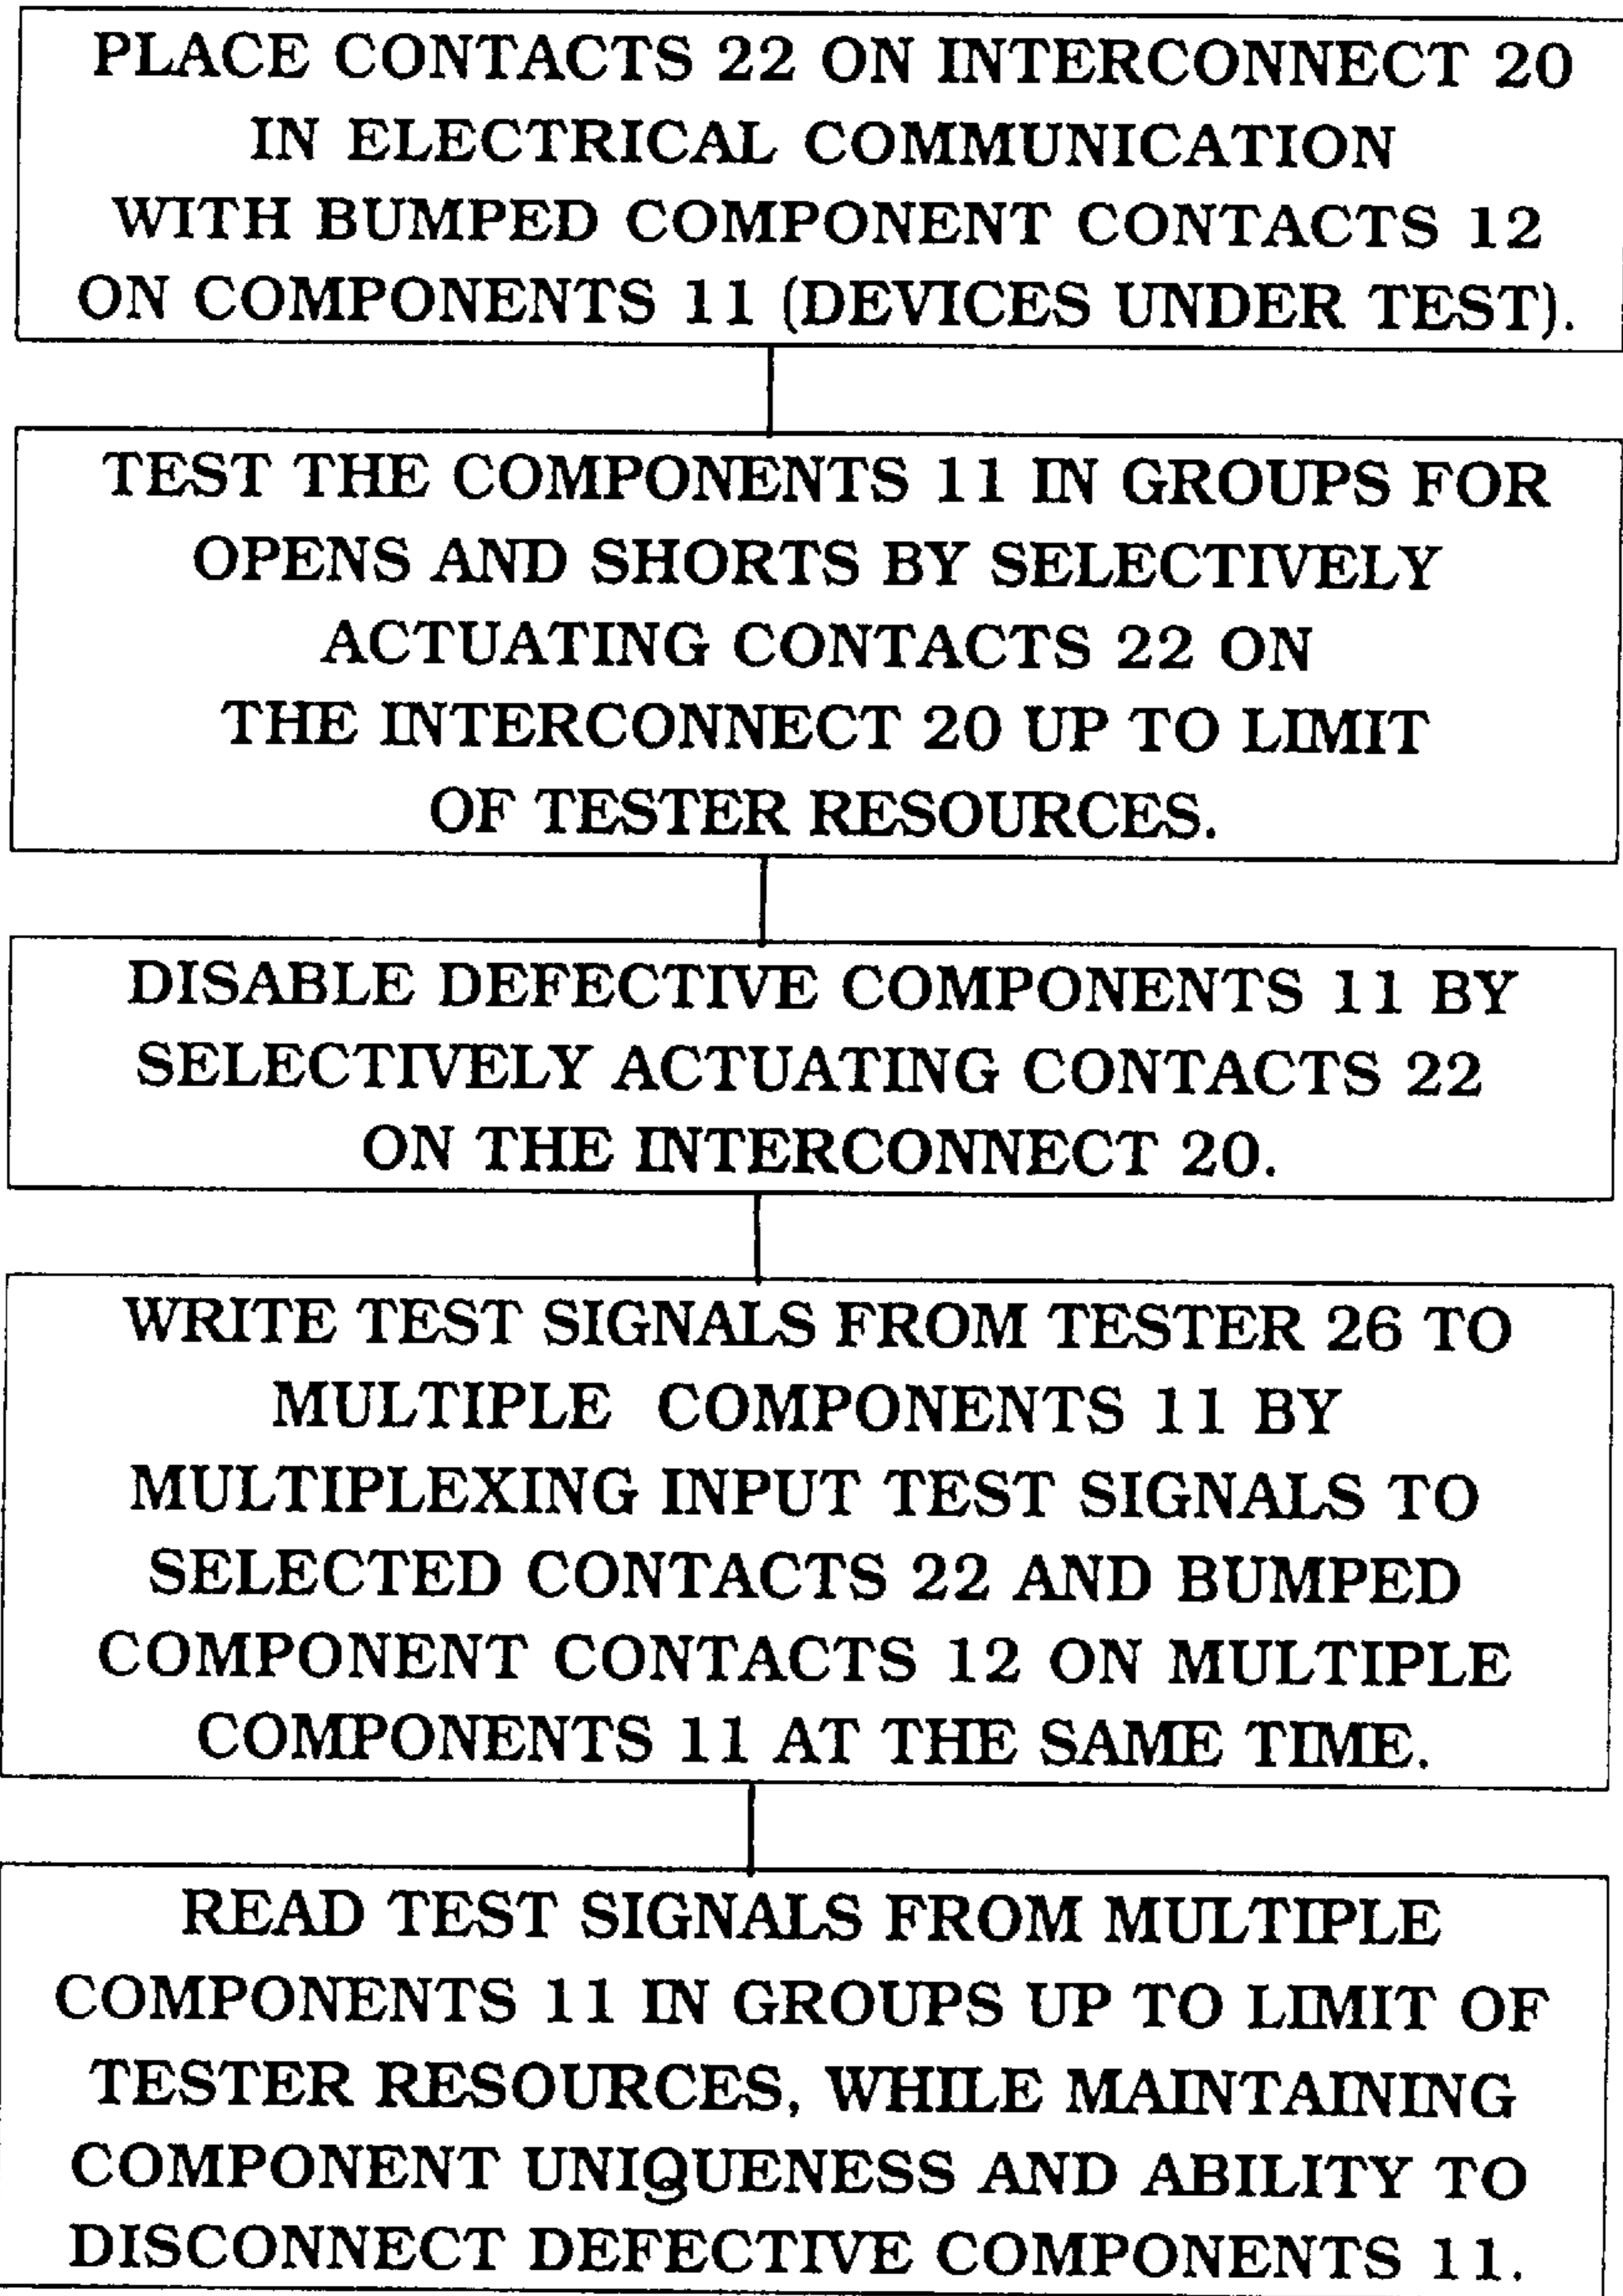 PLACE CONTACTS 22 ON INTERCONNECT 20
IN ELECTRICAL COMMUNICATION
WITH BUMPED COMPONENT CONTACTS 12
ON COMPONENTS 11 (DEVICES UNDER TEST).
TEST THE COMPONENTS 11 IN GROUPS FOR
OPENS AND SHORTS BY SELECTIVELY
ACTUATING CONTACTS 22 ON
THE INTERCONNECT 20 UP TO LIMIT
OF TESTER RESOURCES.
DISABLE DEFECTIVE COMPONENTS 11 BY
SELECTIVELY ACTUATING CONTACTS 22
ON THE INTERCONNECT 20.
WRITE TEST SIGNALS FROM TESTER 26 TO
MULTIPLE COMPONENTS 11 BY
MULTIPLEXING INPUT TEST SIGNALS TO
SELECTED CONTACTS 22 AND BUMPED
COMPONENT CONTACTS 12 ON MULTIPLE
COMPONENTS 11 AT THE SAME TIME.
READ TEST SIGNALS FROM MULTIPLE
COMPONENTS 11 IN GROUPS UP TO LIMIT OF
TESTER RESOURCES, WHILE MAINTAINING
COMPONENT UNIQUENESS AND ABILITY TO
DISCONNECT DEFECTIVE COMPONENTS 11.